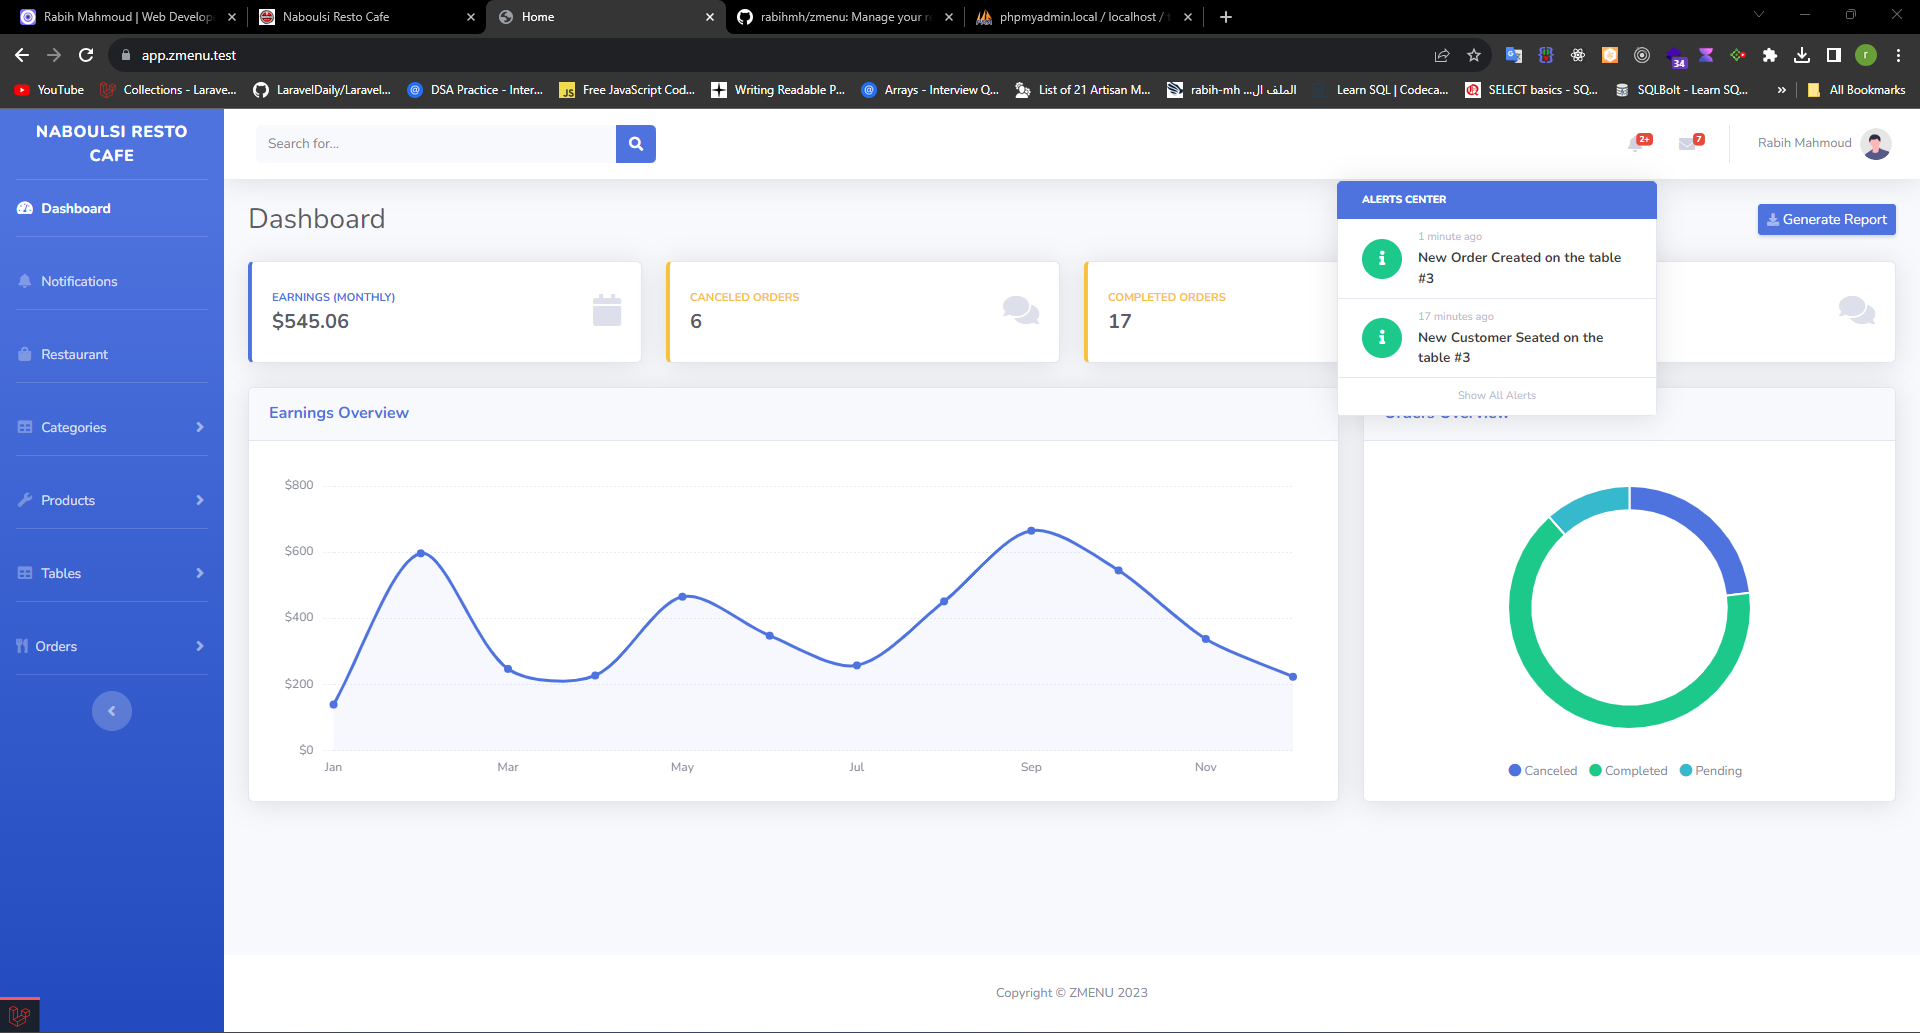 Rabih Mahmoud | Web Develop
Naboulsi Resto Cafe
Home
rabihmh/zmenu: Manage your r
phpmyadmin.local / localhost /
app.zmenu.test
34
r
YouTube
Collections - Larave...
LaravelDaily/Laravel...
DSA Practice - Inter...
JS
Free JavaScript Cod...
Writing Readable P...
Arrays - Interview Q...
List of 21 Artisan M...
rabih-mh ...الملف ال
Learn SQL | Codeca...
SELECT basics - SQ...
SQLBolt - Learn SQ...
»
All Bookmarks
NABOULSI RESTO
CAFE
Dashboard
Notifications
Restaurant
Categories
Products
Tables
Orders
Search for...
2+
7
Rabih Mahmoud
Dashboard
Generate Report
ALERTS CENTER
1 minute ago
New Order Created on the table
#3
17 minutes ago
New Customer Seated on the
table #3
Show All Alerts
EARNINGS (MONTHLY)
$545.06
CANCELED ORDERS
6
COMPLETED ORDERS
17
Earnings Overview
$800
$600
$400
$200
$0
Jan
Mar
May
Jul
Sep
Nov
Orders Overview
Canceled
Completed
Pending
Copyright © ZMENU 2023